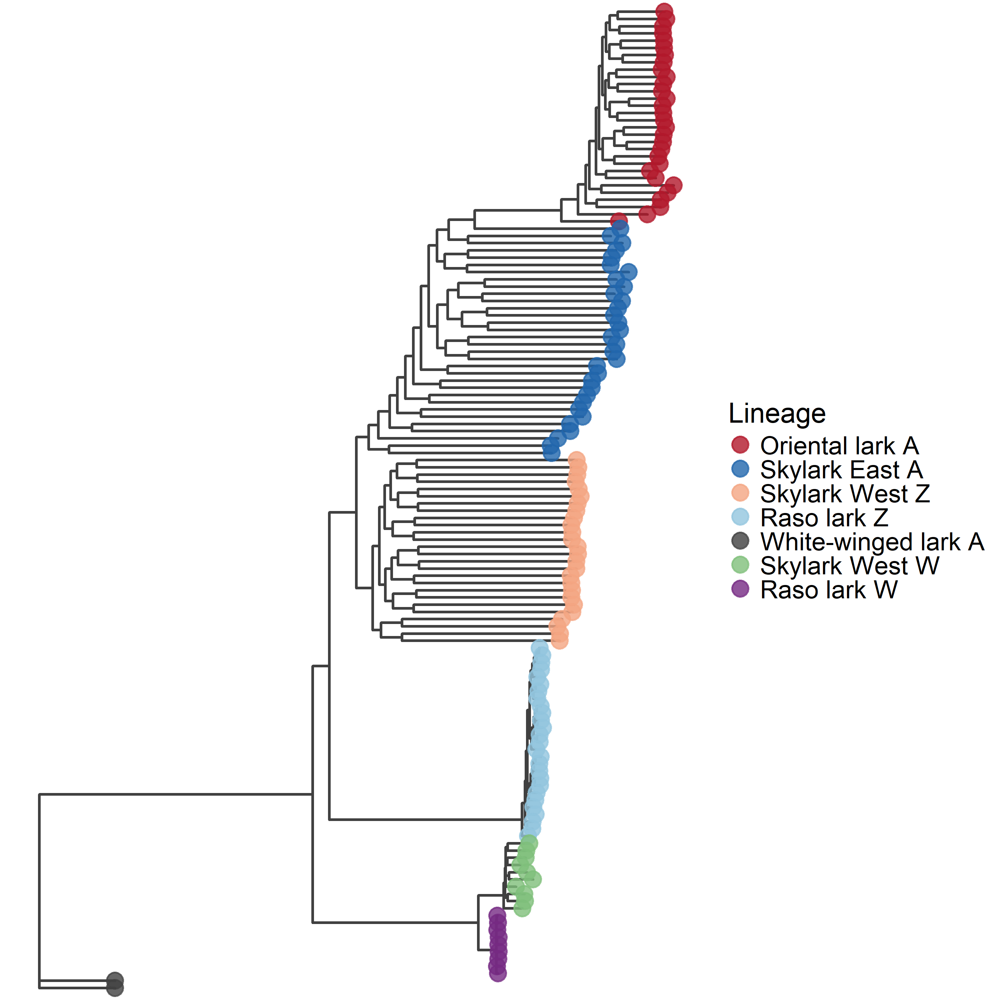 Lineage
Oriental lark A
Skylark East A
Skylark West Z
Raso lark Z
White-winged lark A
Skylark West W
Raso lark W